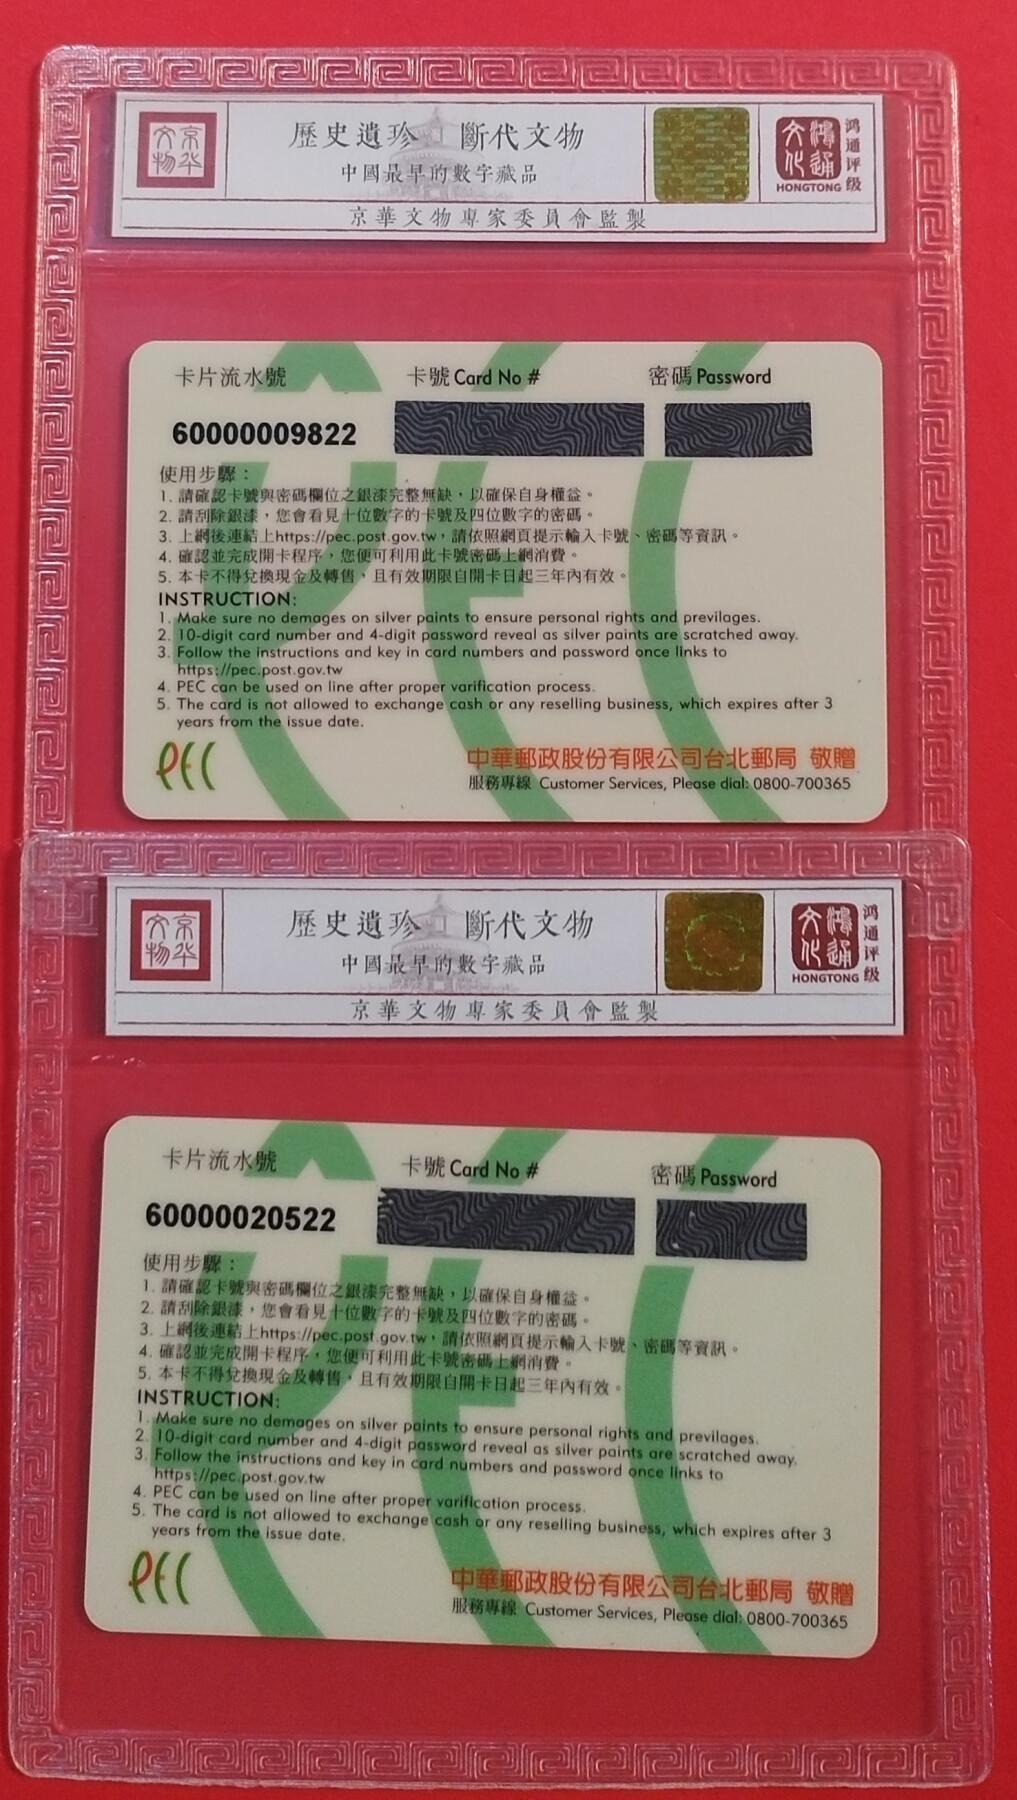 京华文物
歷史遺珍 斷代文物
中國最早的數字藏品
京華文物專家委員會監製
鴻通文化
HONGTONG
鸿通评级
卡片流水號
卡號 Card No #
密碼 Password
60000009822
使用步驟：
1. 請確認卡號與密碼欄位之銀漆完整無缺，以確保自身權益。
2. 請刮除銀漆，您會看見十位數字的卡號及四位數字的密碼。
3. 上網後連結上https://pec.post.gov.tw，請依照網頁提示輸入卡號、密碼等資訊。
4. 確認並完成開卡程序，您便可利用此卡號密碼上網消費。
5. 本卡不得兌換現金及轉售，且有效期限自開卡日起三年內有效。
INSTRUCTION:
1. Make sure no demages on silver paints to ensure personal rights and previlages.
2. 10-digit card number and 4-digit password reveal as silver paints are scratched away.
3. Follow the instructions and key in card numbers and password once links to
https://pec.post.gov.tw
4. PEC can be used on line after proper varification process.
5. The card is not allowed to exchange cash or any reselling business, which expires after 3
years from the issue date.
PEC
中華郵政股份有限公司台北郵局 敬贈
服務專線 Customer Services, Please dial: 0800-700365
京华文物
歷史遺珍 斷代文物
中國最早的數字藏品
京華文物專家委員會監製
鴻通文化
HONGTONG
鸿通评级
卡片流水號
卡號 Card No #
密碼 Password
60000020522
使用步驟：
1. 請確認卡號與密碼欄位之銀漆完整無缺，以確保自身權益。
2. 請刮除銀漆，您會看見十位數字的卡號及四位數字的密碼。
3. 上網後連結上https://pec.post.gov.tw，請依照網頁提示輸入卡號、密碼等資訊。
4. 確認並完成開卡程序，您便可利用此卡號密碼上網消費。
5. 本卡不得兌換現金及轉售，且有效期限自開卡日起三年內有效。
INSTRUCTION:
1. Make sure no demages on silver paints to ensure personal rights and previlages.
2. 10-digit card number and 4-digit password reveal as silver paints are scratched away.
3. Follow the instructions and key in card numbers and password once links to
https://pec.post.gov.tw
4. PEC can be used on line after proper varification process.
5. The card is not allowed to exchange cash or any reselling business, which expires after 3
years from the issue date.
PEC
中華郵政股份有限公司台北郵局 敬贈
服務專線 Customer Services, Please dial: 0800-700365